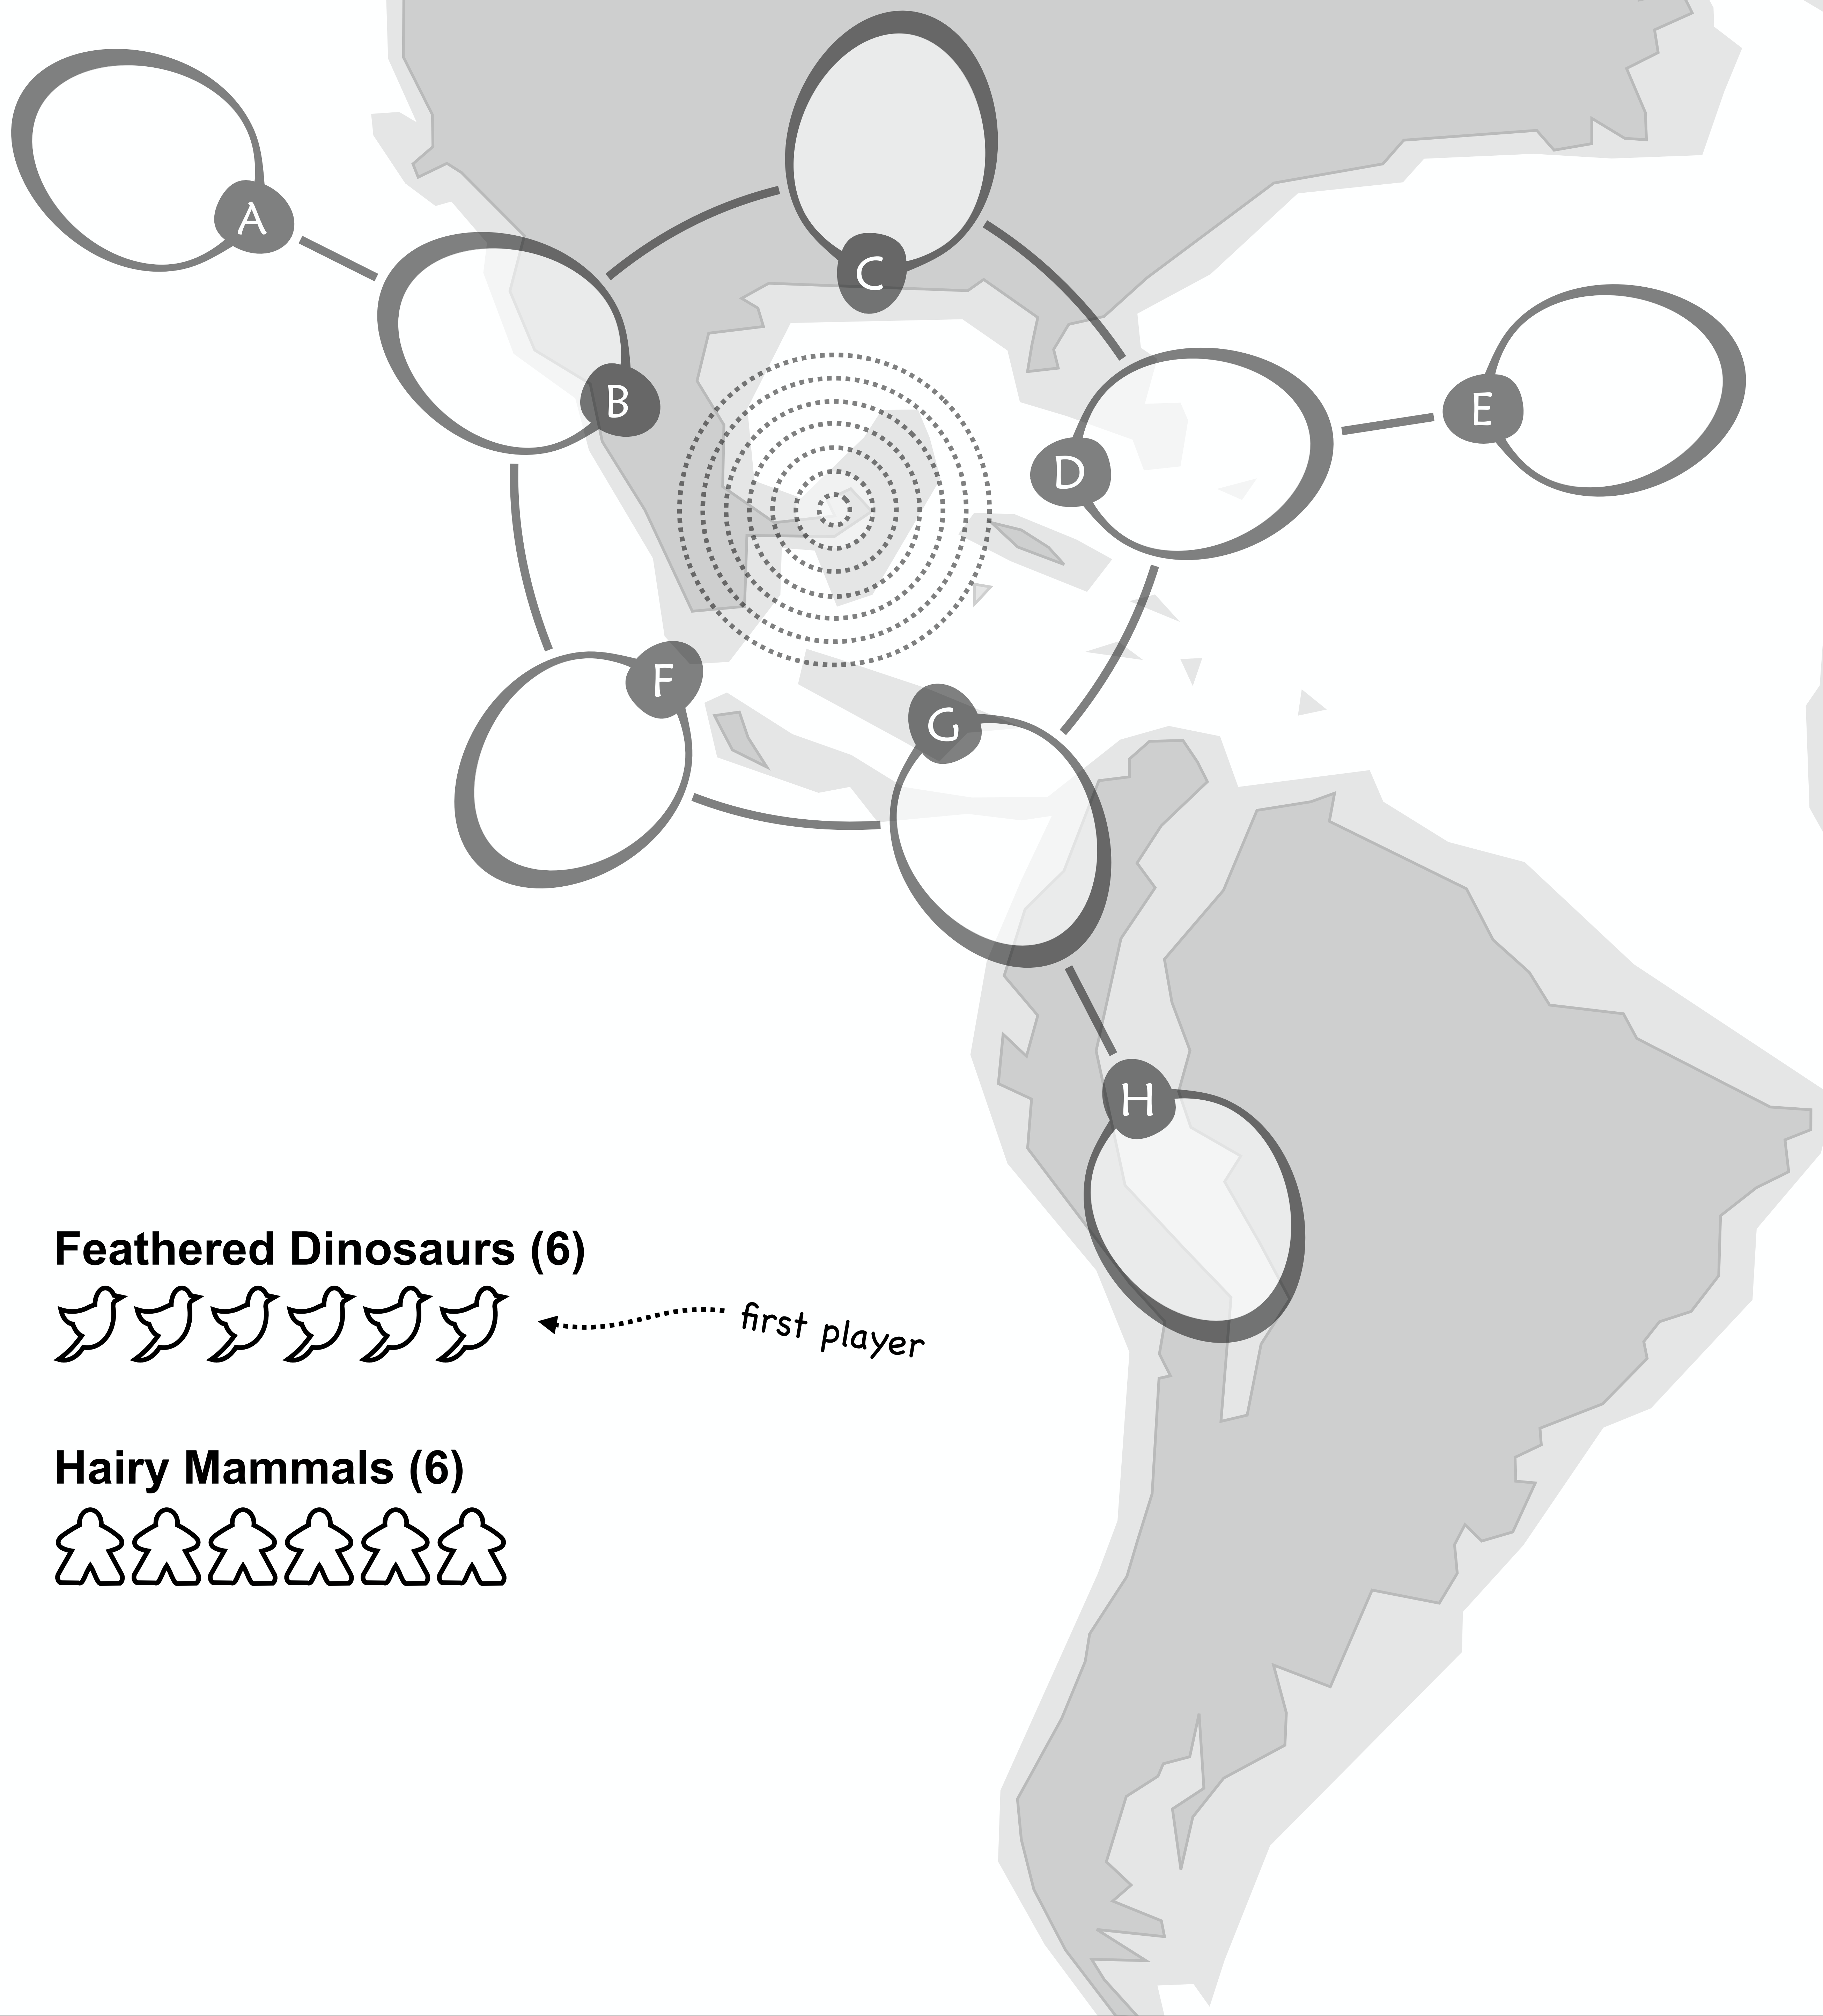 C
A
B
E
D
F
G
H
Feathered Dinosaurs (6)
first player
Hairy Mammals (6)